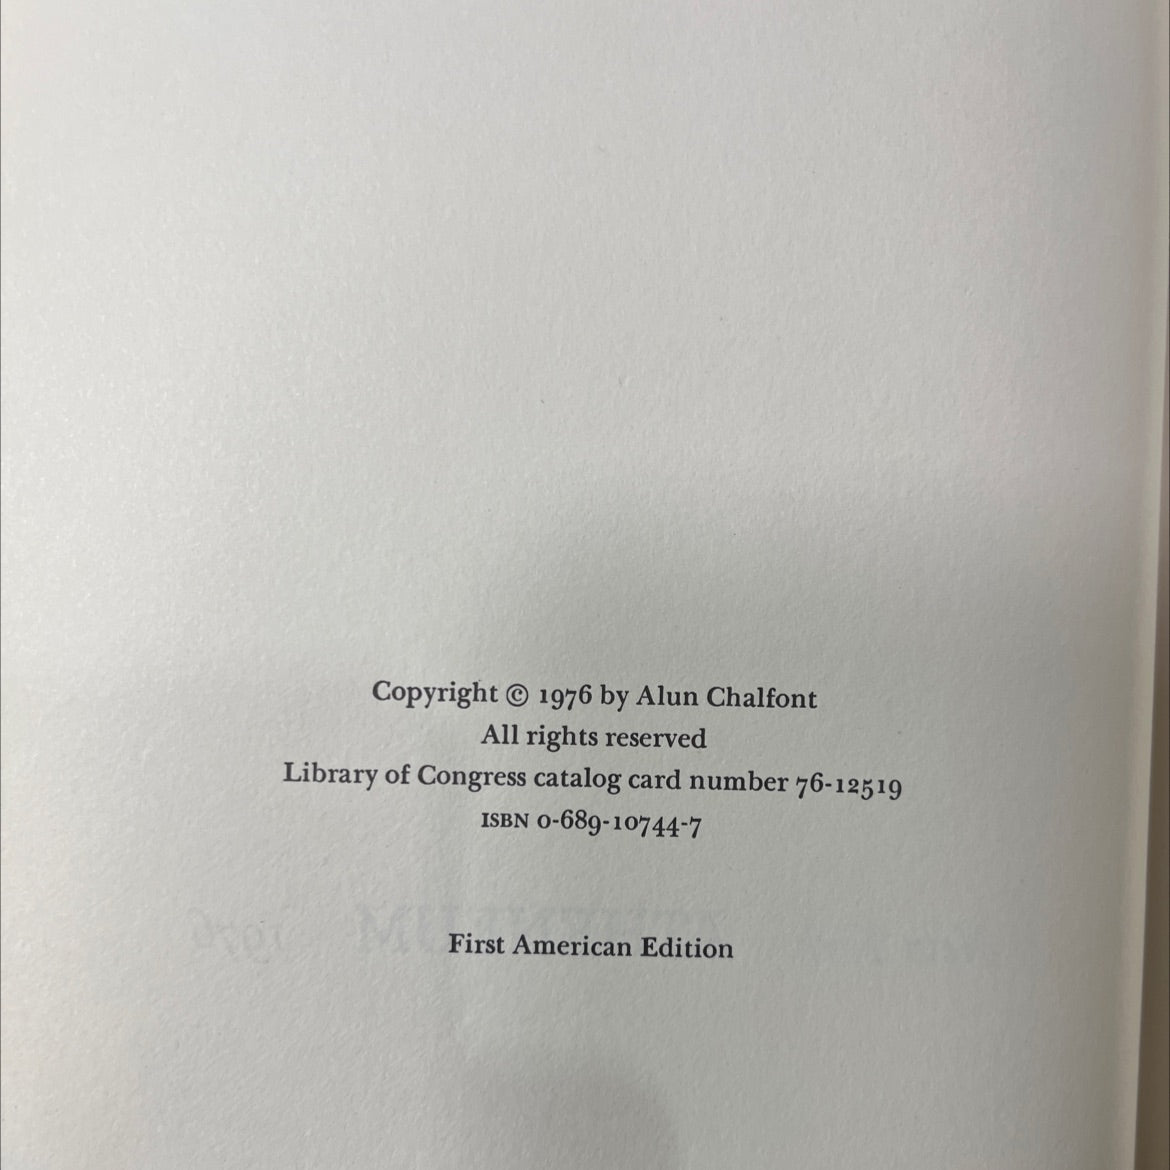 Copyright © 1976 by Alun Chalfont
All rights reserved
Library of Congress catalog card number 76-12519
ISBN 0-689-10744-7
First American Edition